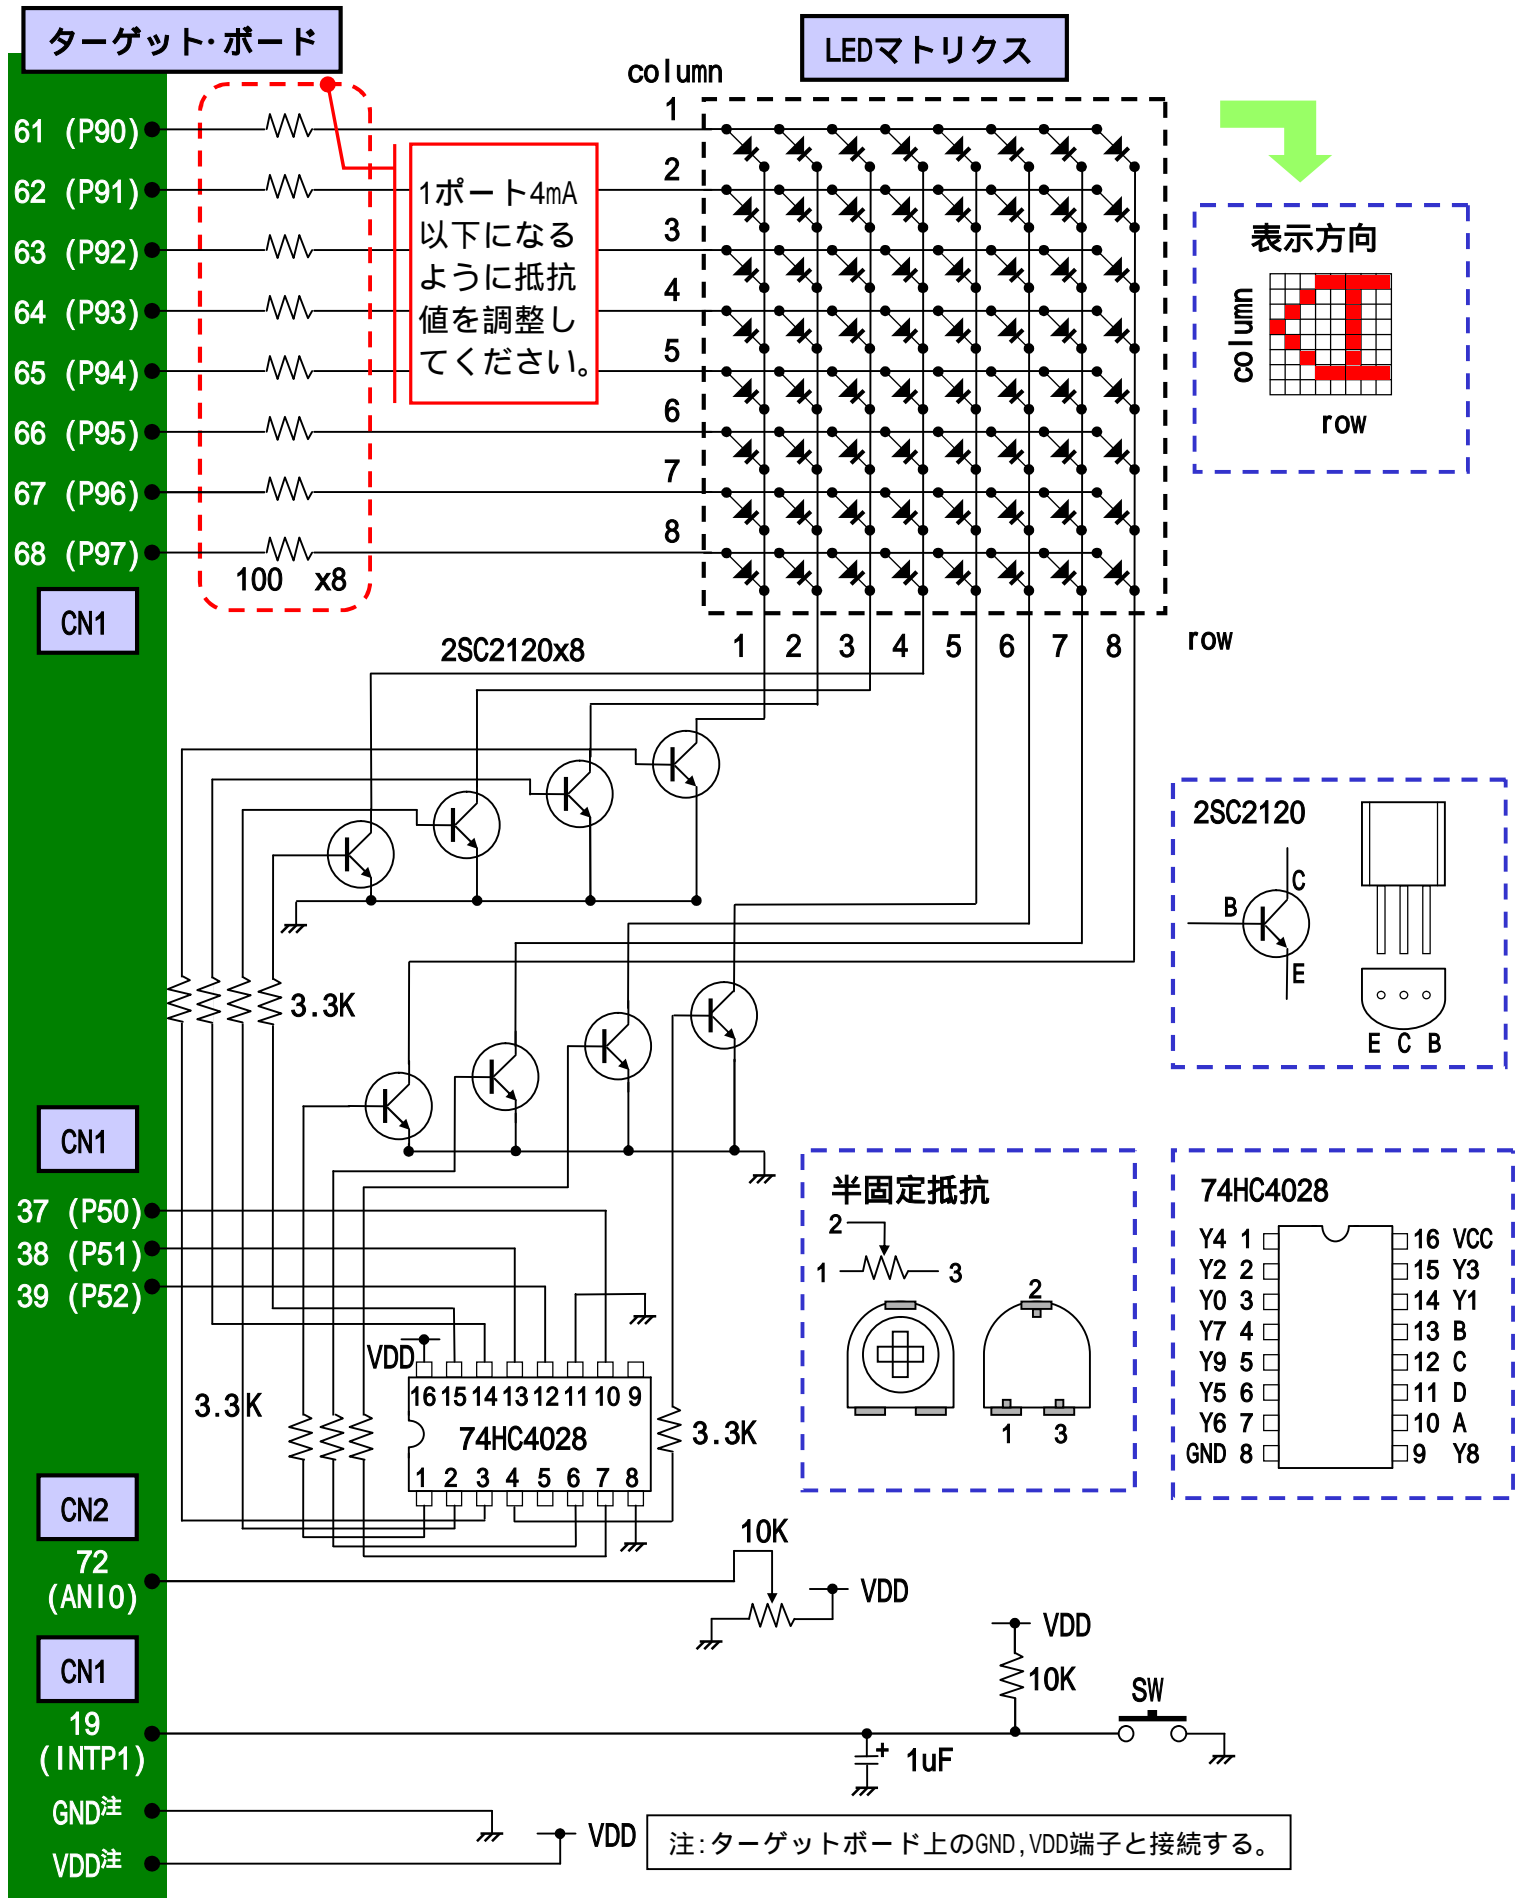 ターゲット・ボード
LEDマトリクス
column
61 (P90)
62 (P91)
63 (P92)
64 (P93)
65 (P94)
66 (P95)
67 (P96)
68 (P97)
100 x8
CN1
1ポート4mA
以下になる
ように抵抗
値を調整し
てください。
1
2
3
4
5
6
7
8
1 2 3 4 5 6 7 8
row
表示方向
column
row
2SC2120x8
3.3K
2SC2120
B
C
E
E C B
CN1
37 (P50)
38 (P51)
39 (P52)
VDD
3.3K
16 15 14 13 12 11 10 9
74HC4028
1 2 3 4 5 6 7 8
3.3K
半固定抵抗
2
1
3
2
1 3
74HC4028
Y4 1 16 VCC
Y2 2 15 Y3
Y0 3 14 Y1
Y7 4 13 B
Y9 5 12 C
Y5 6 11 D
Y6 7 10 A
GND 8 9 Y8
CN2
72
(ANI0)
10K
VDD
CN1
19
(INTP1)
VDD
10K
SW
+
1uF
GND注
VDD注
VDD
注:ターゲットボード上のGND,VDD端子と接続する。